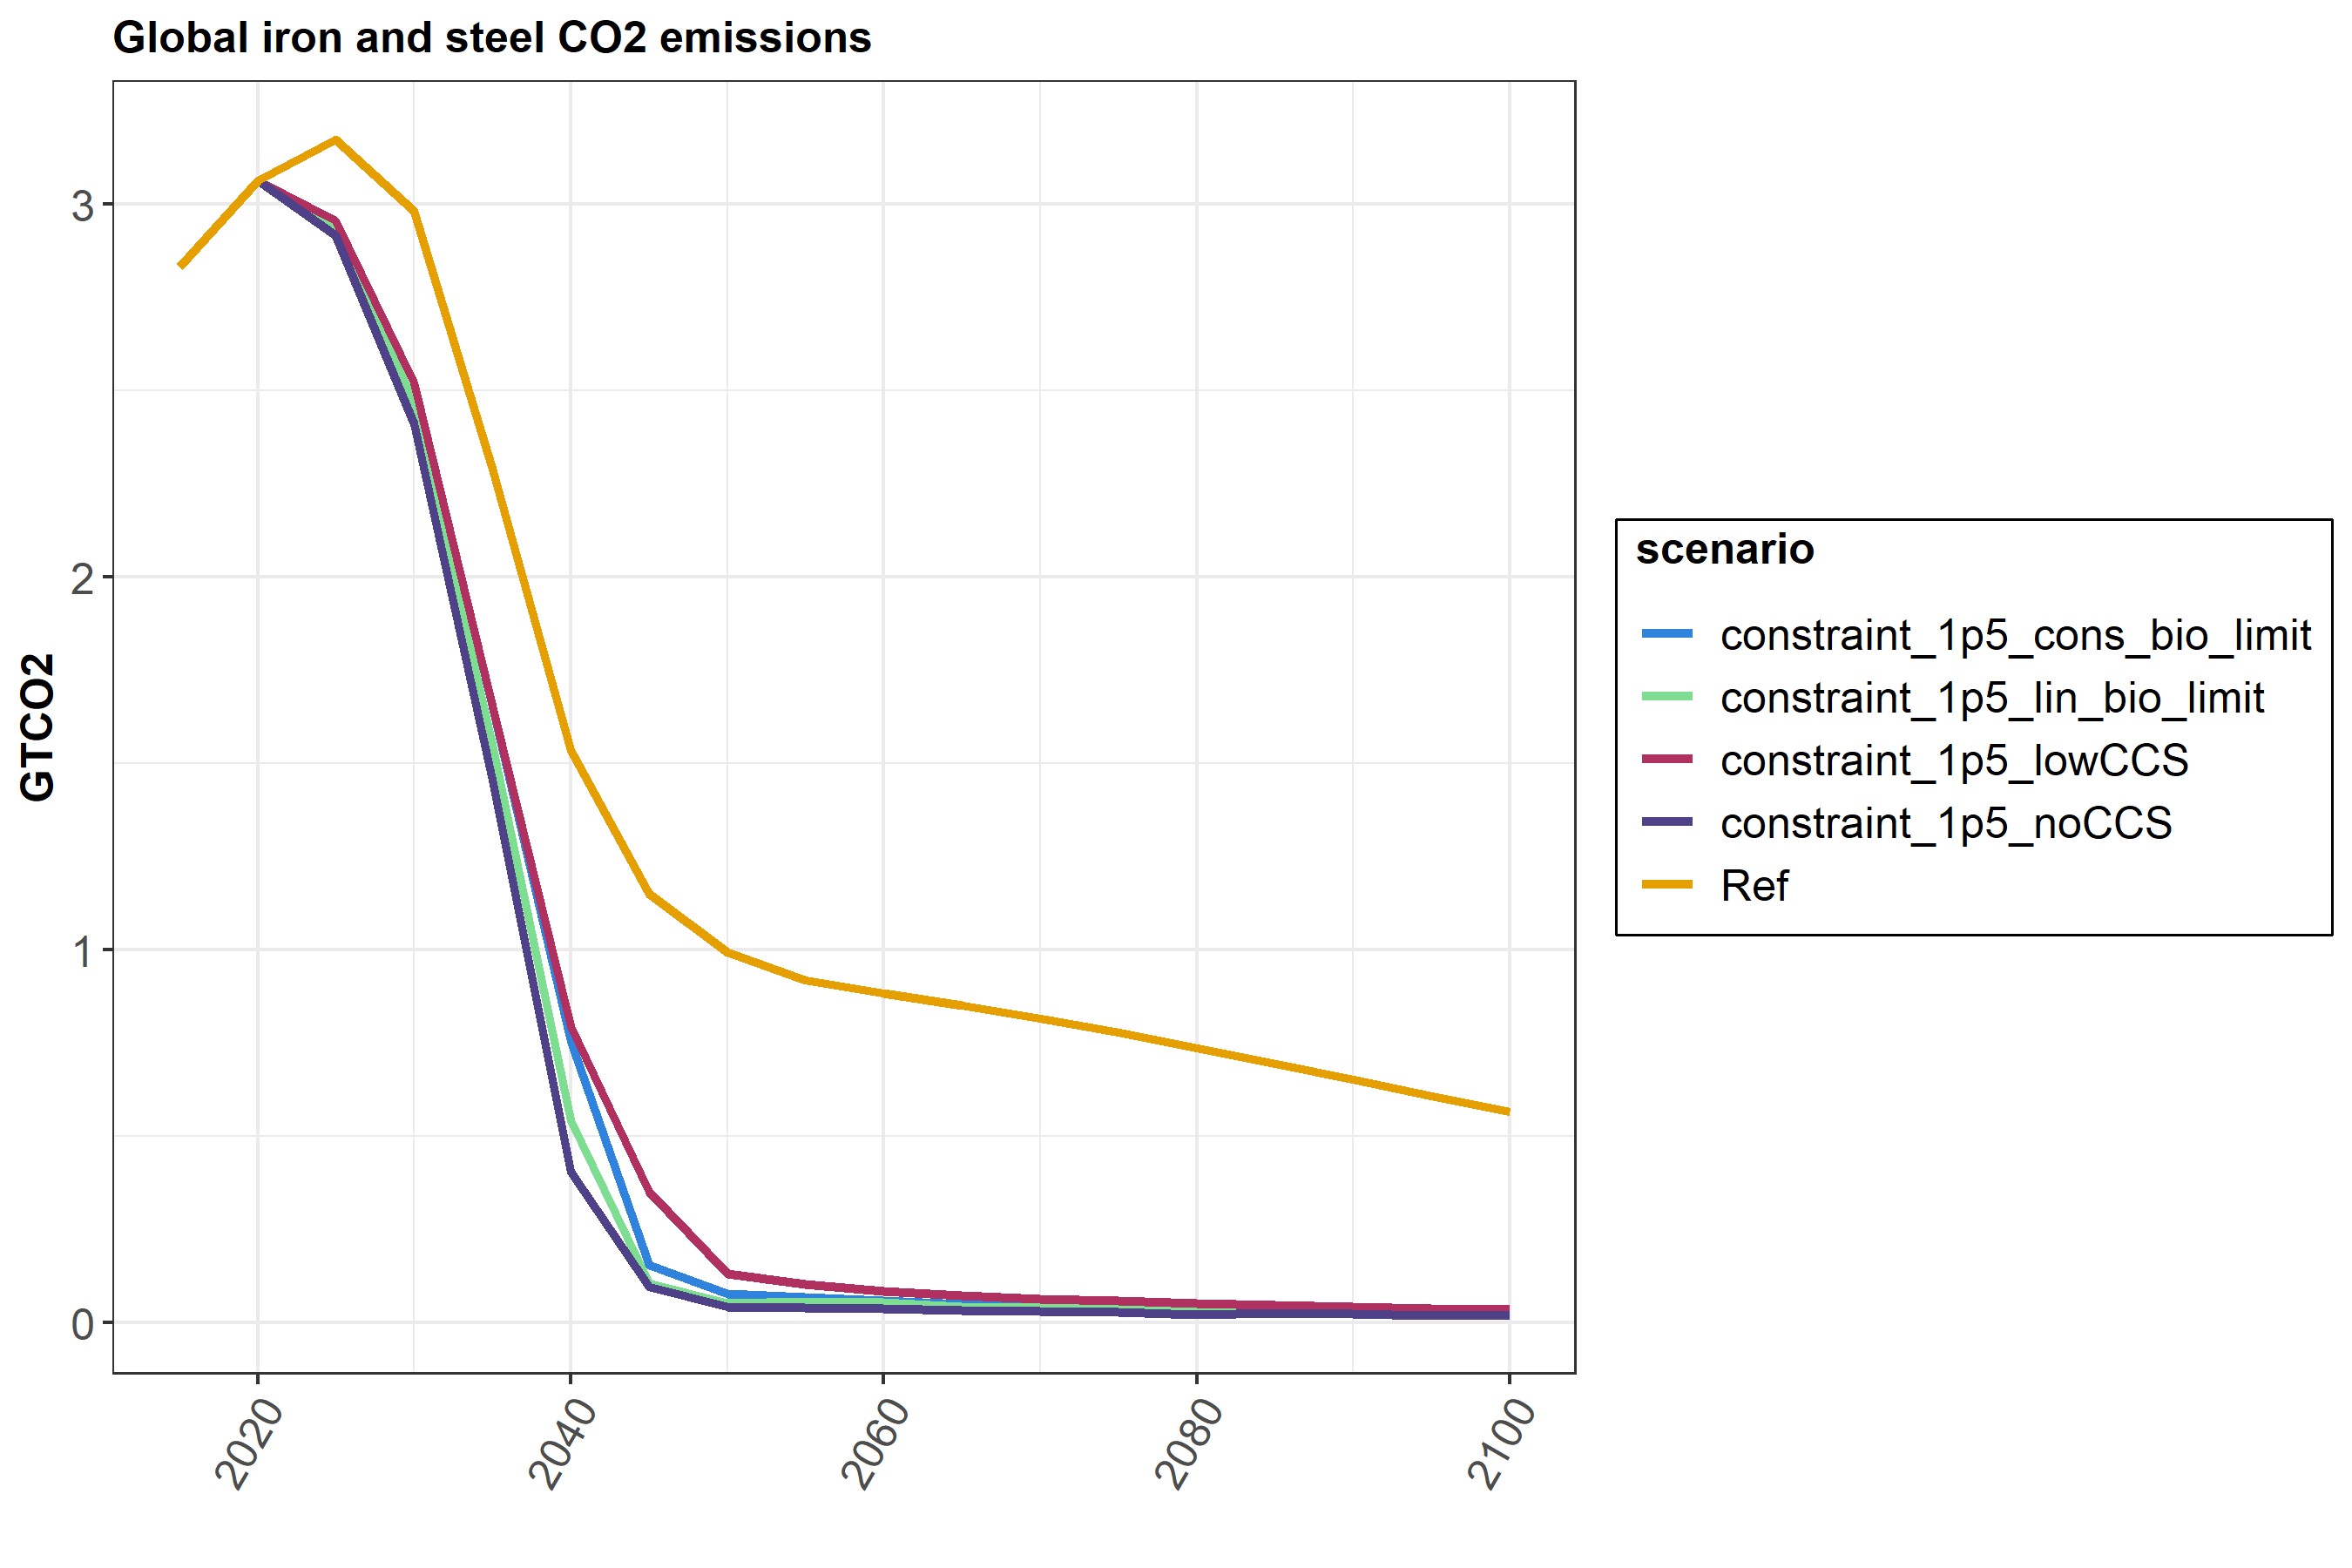 Global iron and steel CO2 emissions
GTCO2
3
2
1
0
2020
2040
2060
2080
2100
scenario
constraint_1p5_cons_bio_limit
constraint_1p5_lin_bio_limit
constraint_1p5_lowCCS
constraint_1p5_noCCS
Ref